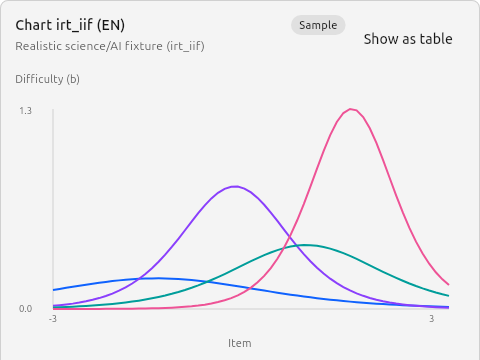 Chart irt_iif (EN)
Sample
Show as table
Realistic science/AI fixture (irt_iif)
Difficulty (b)
1.3
0.0
-3
3
Item